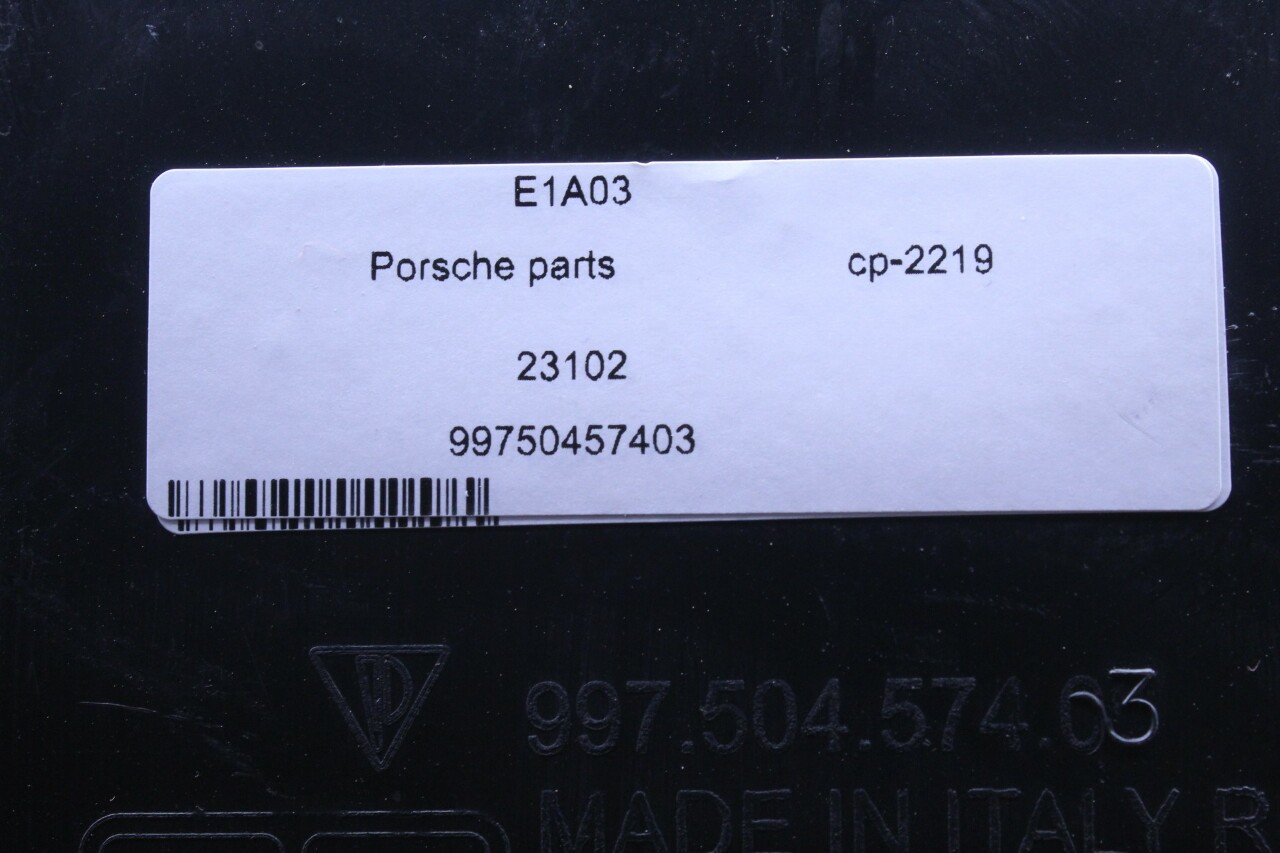 E1A03
Porsche parts cp-2219
23102
99750457403
997.504.574.03
MADE IN ITALY R